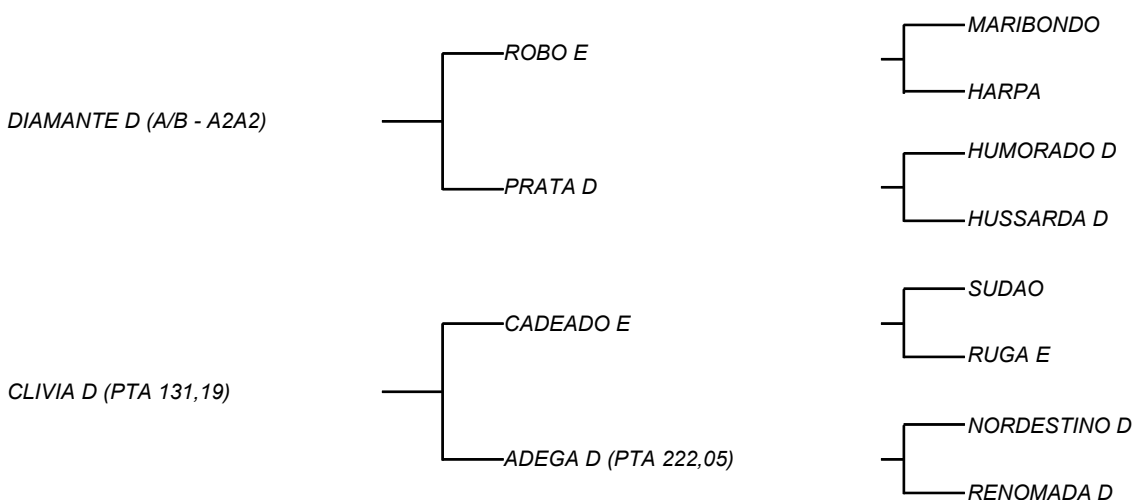 MARIBONDO
ROBO E
HARPA
DIAMANTE D (A/B - A2A2)
HUMORADO D
PRATA D
HUSSARDA D
SUDAO
CADEADO E
RUGA E
CLIVIA D (PTA 131,19)
NORDESTINO D
ADEGA D (PTA 222,05)
RENOMADA D